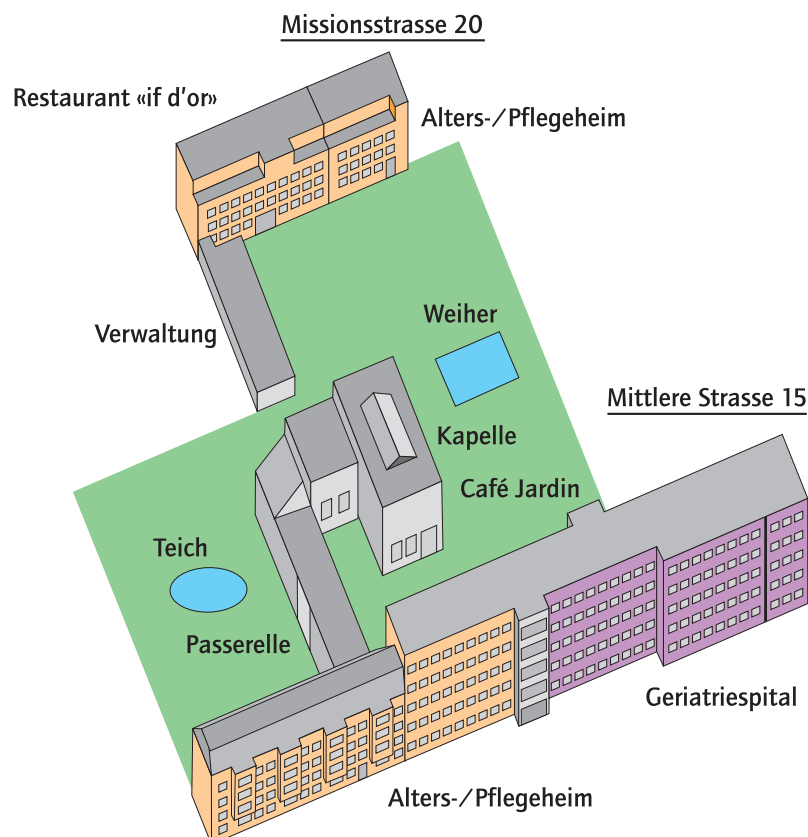 Missionsstrasse 20
Restaurant «if d'or»
Alters-/Pflegeheim
Weiher
Verwaltung
Mittlere Strasse 15
Kapelle
Café Jardin
Teich
Passerelle
Geriatriespital
Alters-/Pflegeheim